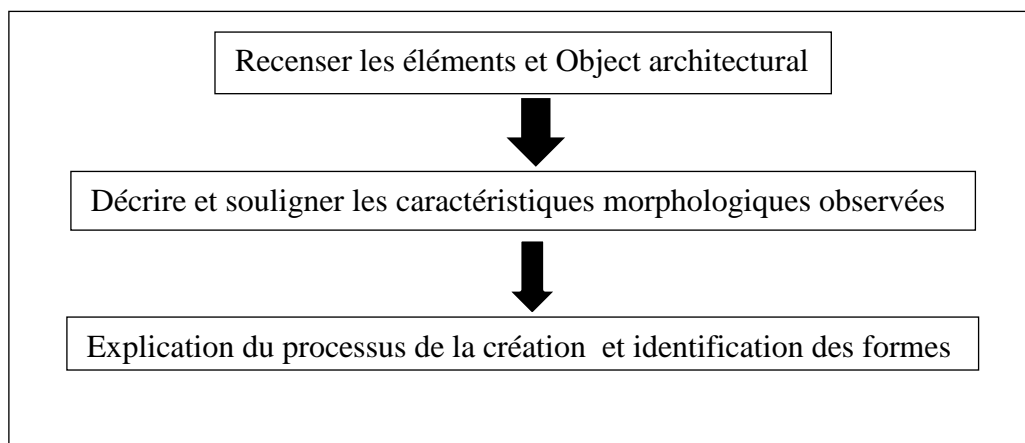 Recenser les éléments et Object architectural
Décrire et souligner les caractéristiques morphologiques observées
Explication du processus de la création et identification des formes